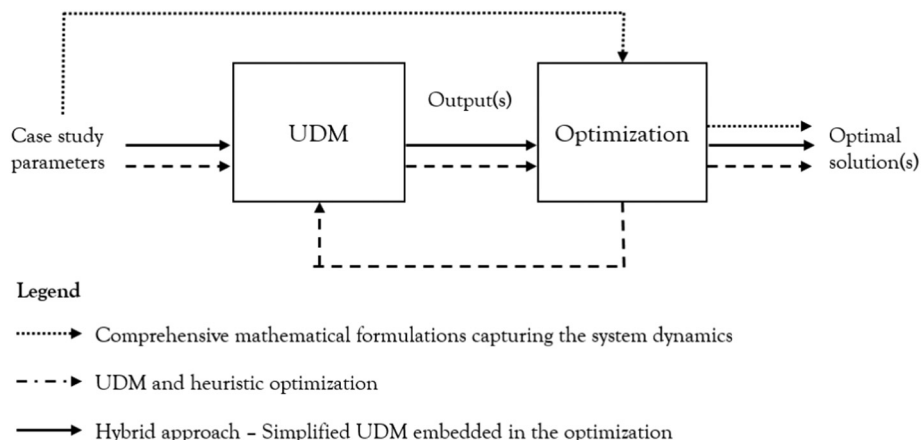 Output(s)
Case study
parameters
UDM
Optimization
Optimal
solution(s)
Legend
Comprehensive mathematical formulations capturing the system dynamics
UDM and heuristic optimization
Hybrid approach – Simplified UDM embedded in the optimization